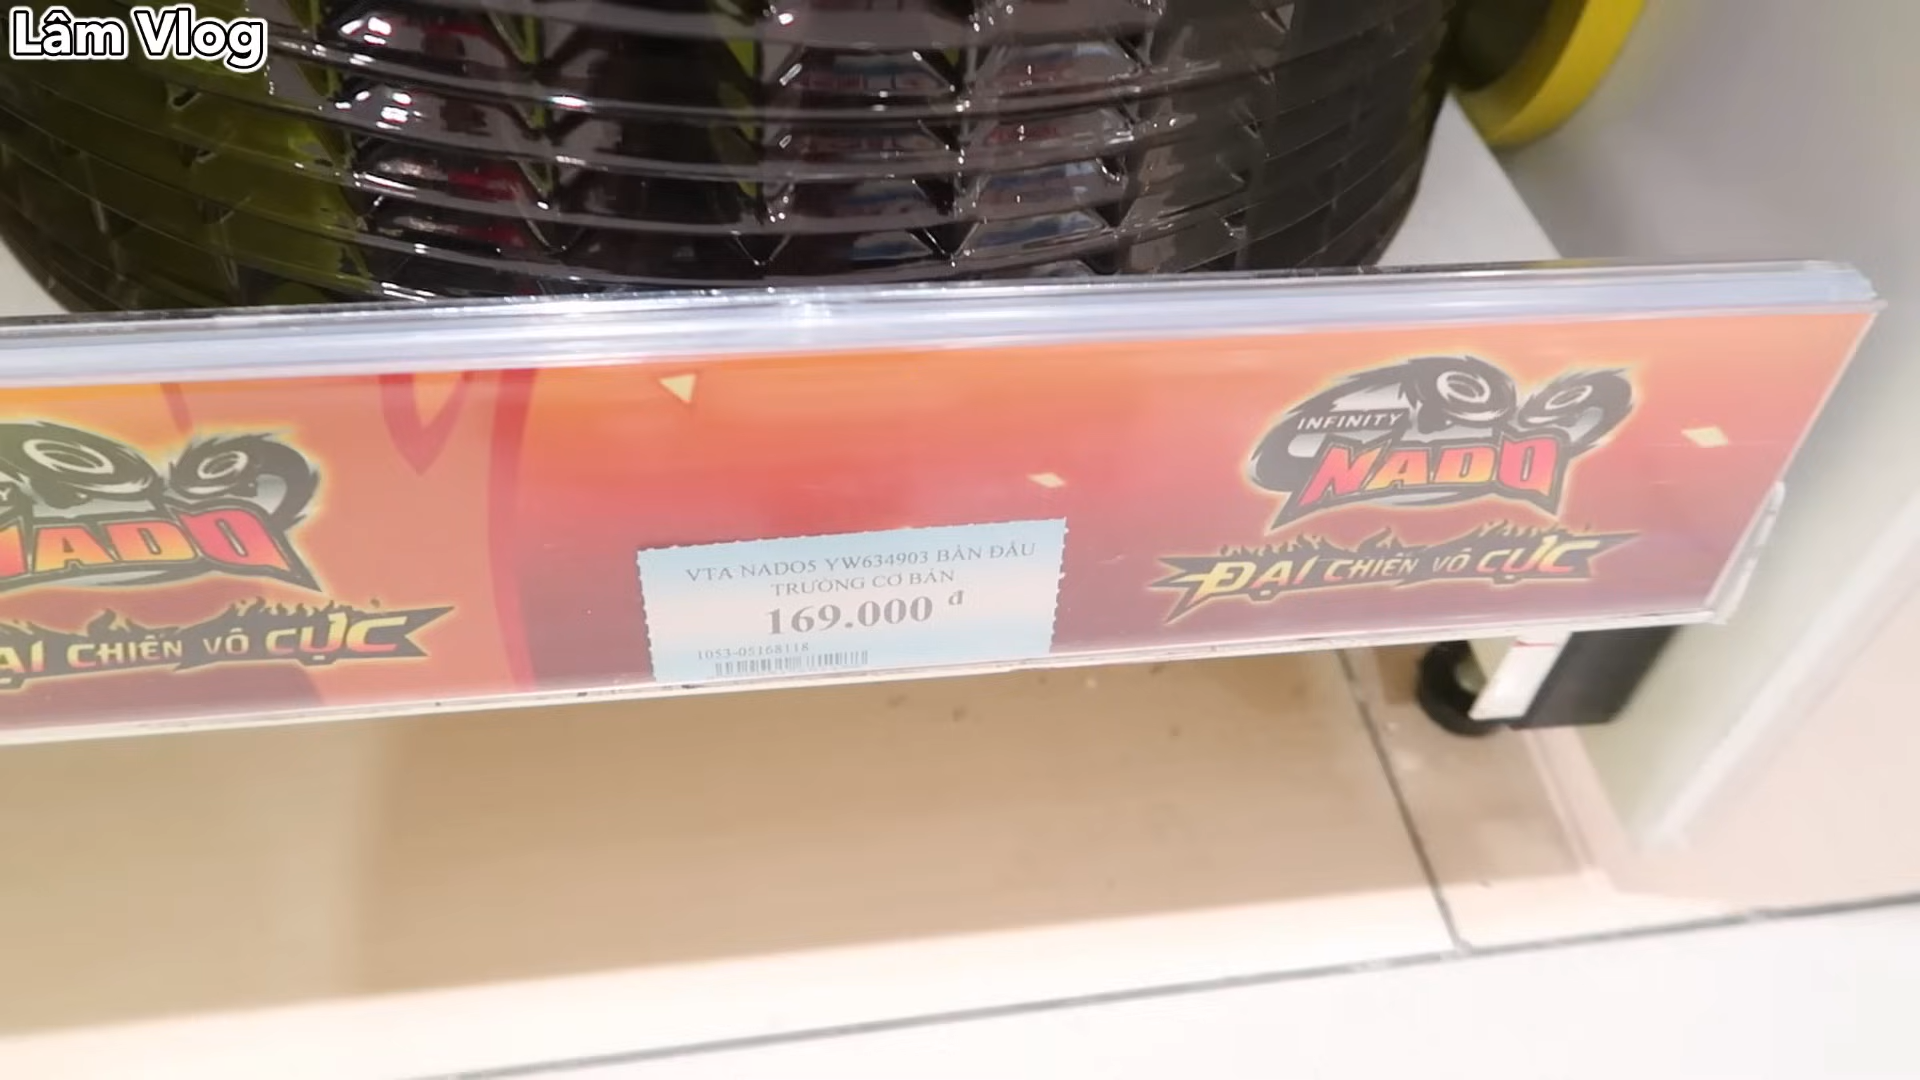 Lâm Vlog
INFINITY
NADO
ĐẠI CHIẾN VÔ CỰC
NADO
ĐẠI CHIẾN VÔ CỰC
VTA NADO5 YW634903 BÀN ĐẤU
TRƯỜNG CƠ BẢN
169.000 đ
1053-05168118